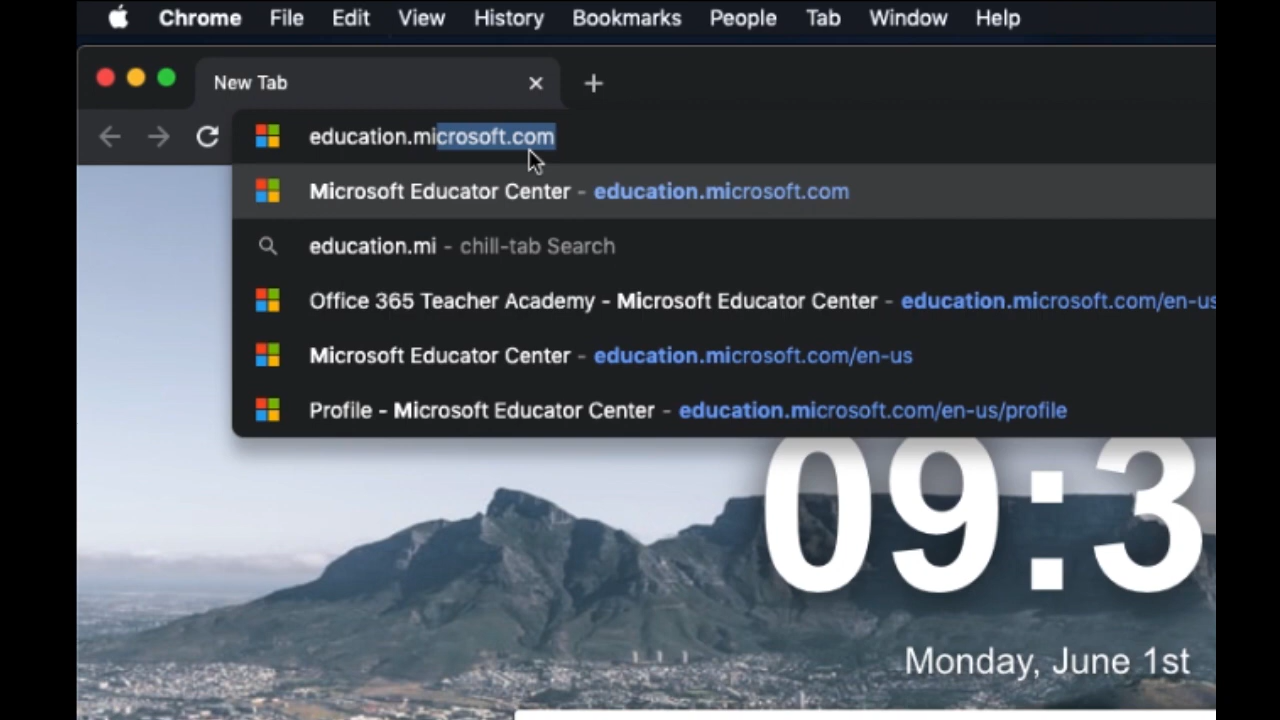 Chrome File Edit View History Bookmarks People Tab Window Help
New Tab
education.microsoft.com
Microsoft Educator Center - education.microsoft.com
education.mi - chill-tab Search
Office 365 Teacher Academy - Microsoft Educator Center - education.microsoft.com/en-us
Microsoft Educator Center - education.microsoft.com/en-us
Profile - Microsoft Educator Center - education.microsoft.com/en-us/profile
09:3
Monday, June 1st